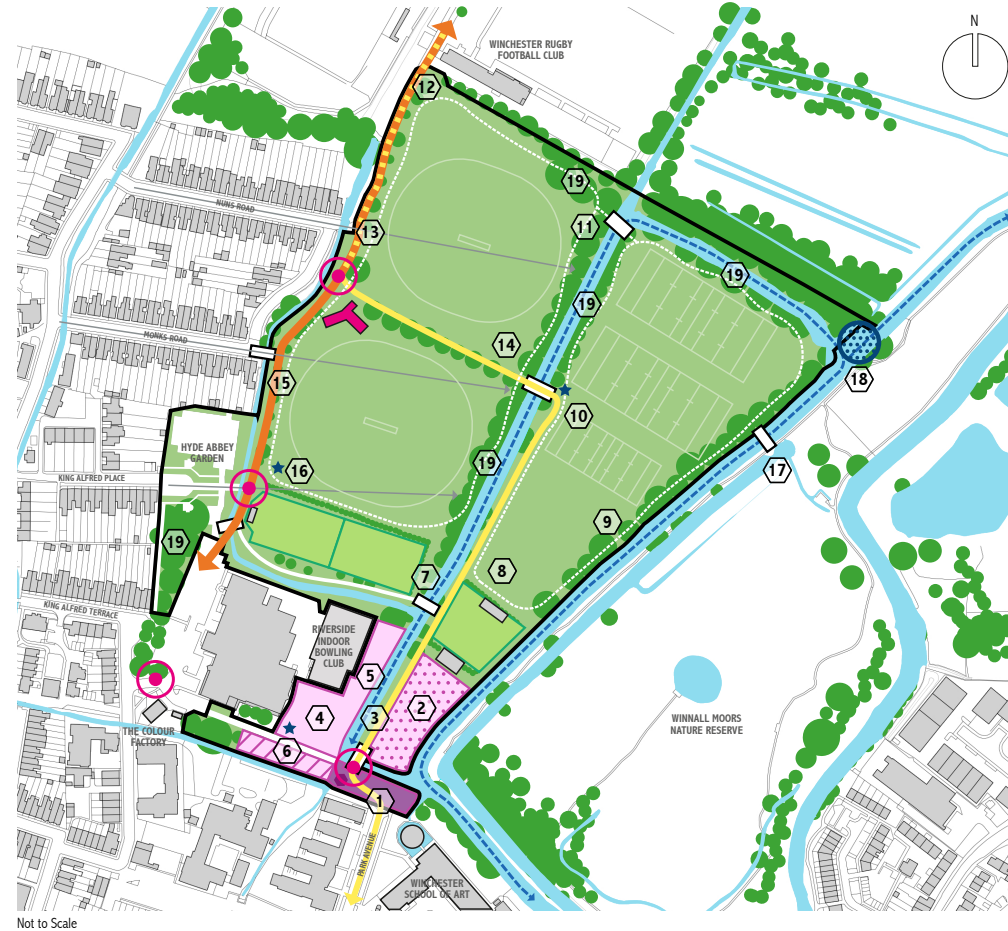 N
WINCHESTER RUGBY
FOOTBALL CLUB
12
19
NUNS ROAD
13
11
19
19
14
MONKS ROAD
18
15
10
HYDE ABBEY
GARDEN
16
19
17
KING ALFRED PLACE
9
19
8
7
KING ALFRED TERRACE
RIVERSIDE
INDOOR
BOWLING
CLUB
5
2
4
3
WINNALL MOORS
NATURE RESERVE
THE COLOUR
FACTORY
6
1
PARK AVENUE
WINCHESTER
SCHOOL OF ART
Not to Scale